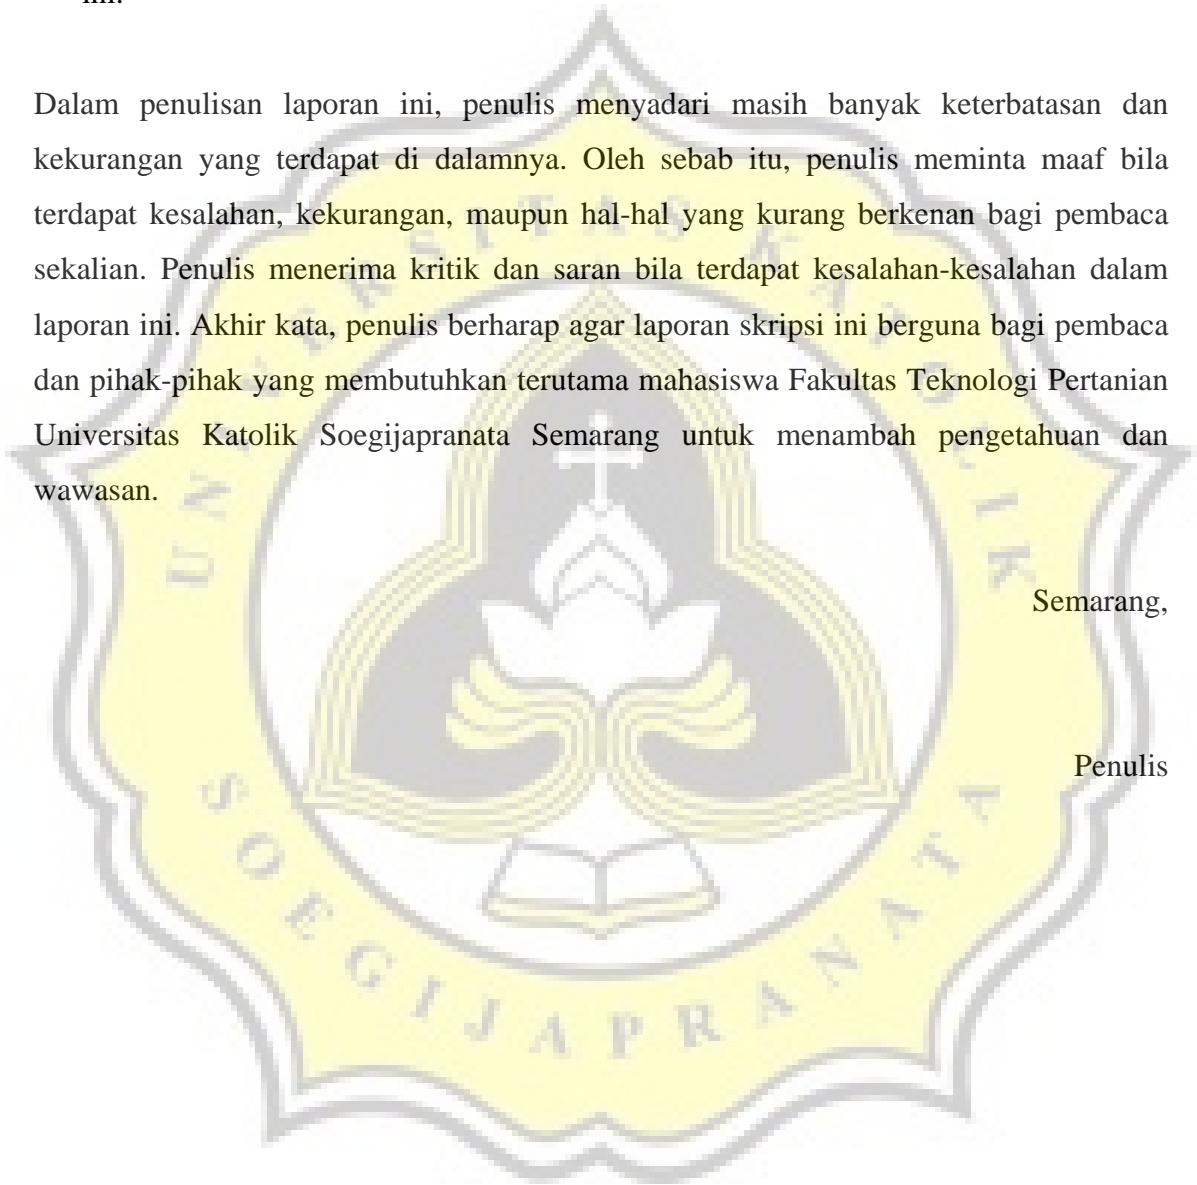 ini.
Dalam penulisan laporan ini, penulis menyadari masih banyak keterbatasan dan
kekurangan yang terdapat di dalamnya. Oleh sebab itu, penulis meminta maaf bila
terdapat kesalahan, kekurangan, maupun hal-hal yang kurang berkenan bagi pembaca
sekalian. Penulis menerima kritik dan saran bila terdapat kesalahan-kesalahan dalam
laporan ini. Akhir kata, penulis berharap agar laporan skripsi ini berguna bagi pembaca
dan pihak-pihak yang membutuhkan terutama mahasiswa Fakultas Teknologi Pertanian
Universitas Katolik Soegijapranata Semarang untuk menambah pengetahuan dan
wawasan.
Semarang,
Penulis
UNIVERSITAS KATOLIK
SOEGIJAPRANATA